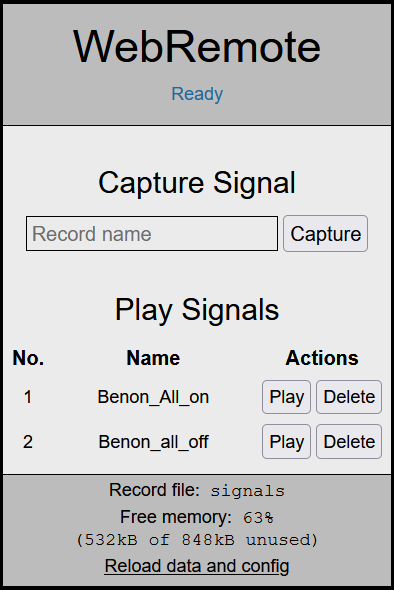 WebRemote
Ready
Capture Signal
Record name Capture
Play Signals
No. Name Actions
1 Benon_All_on Play Delete
2 Benon_all_off Play Delete
Record file: signals
Free memory: 63%
(532kB of 848kB unused)
Reload data and config